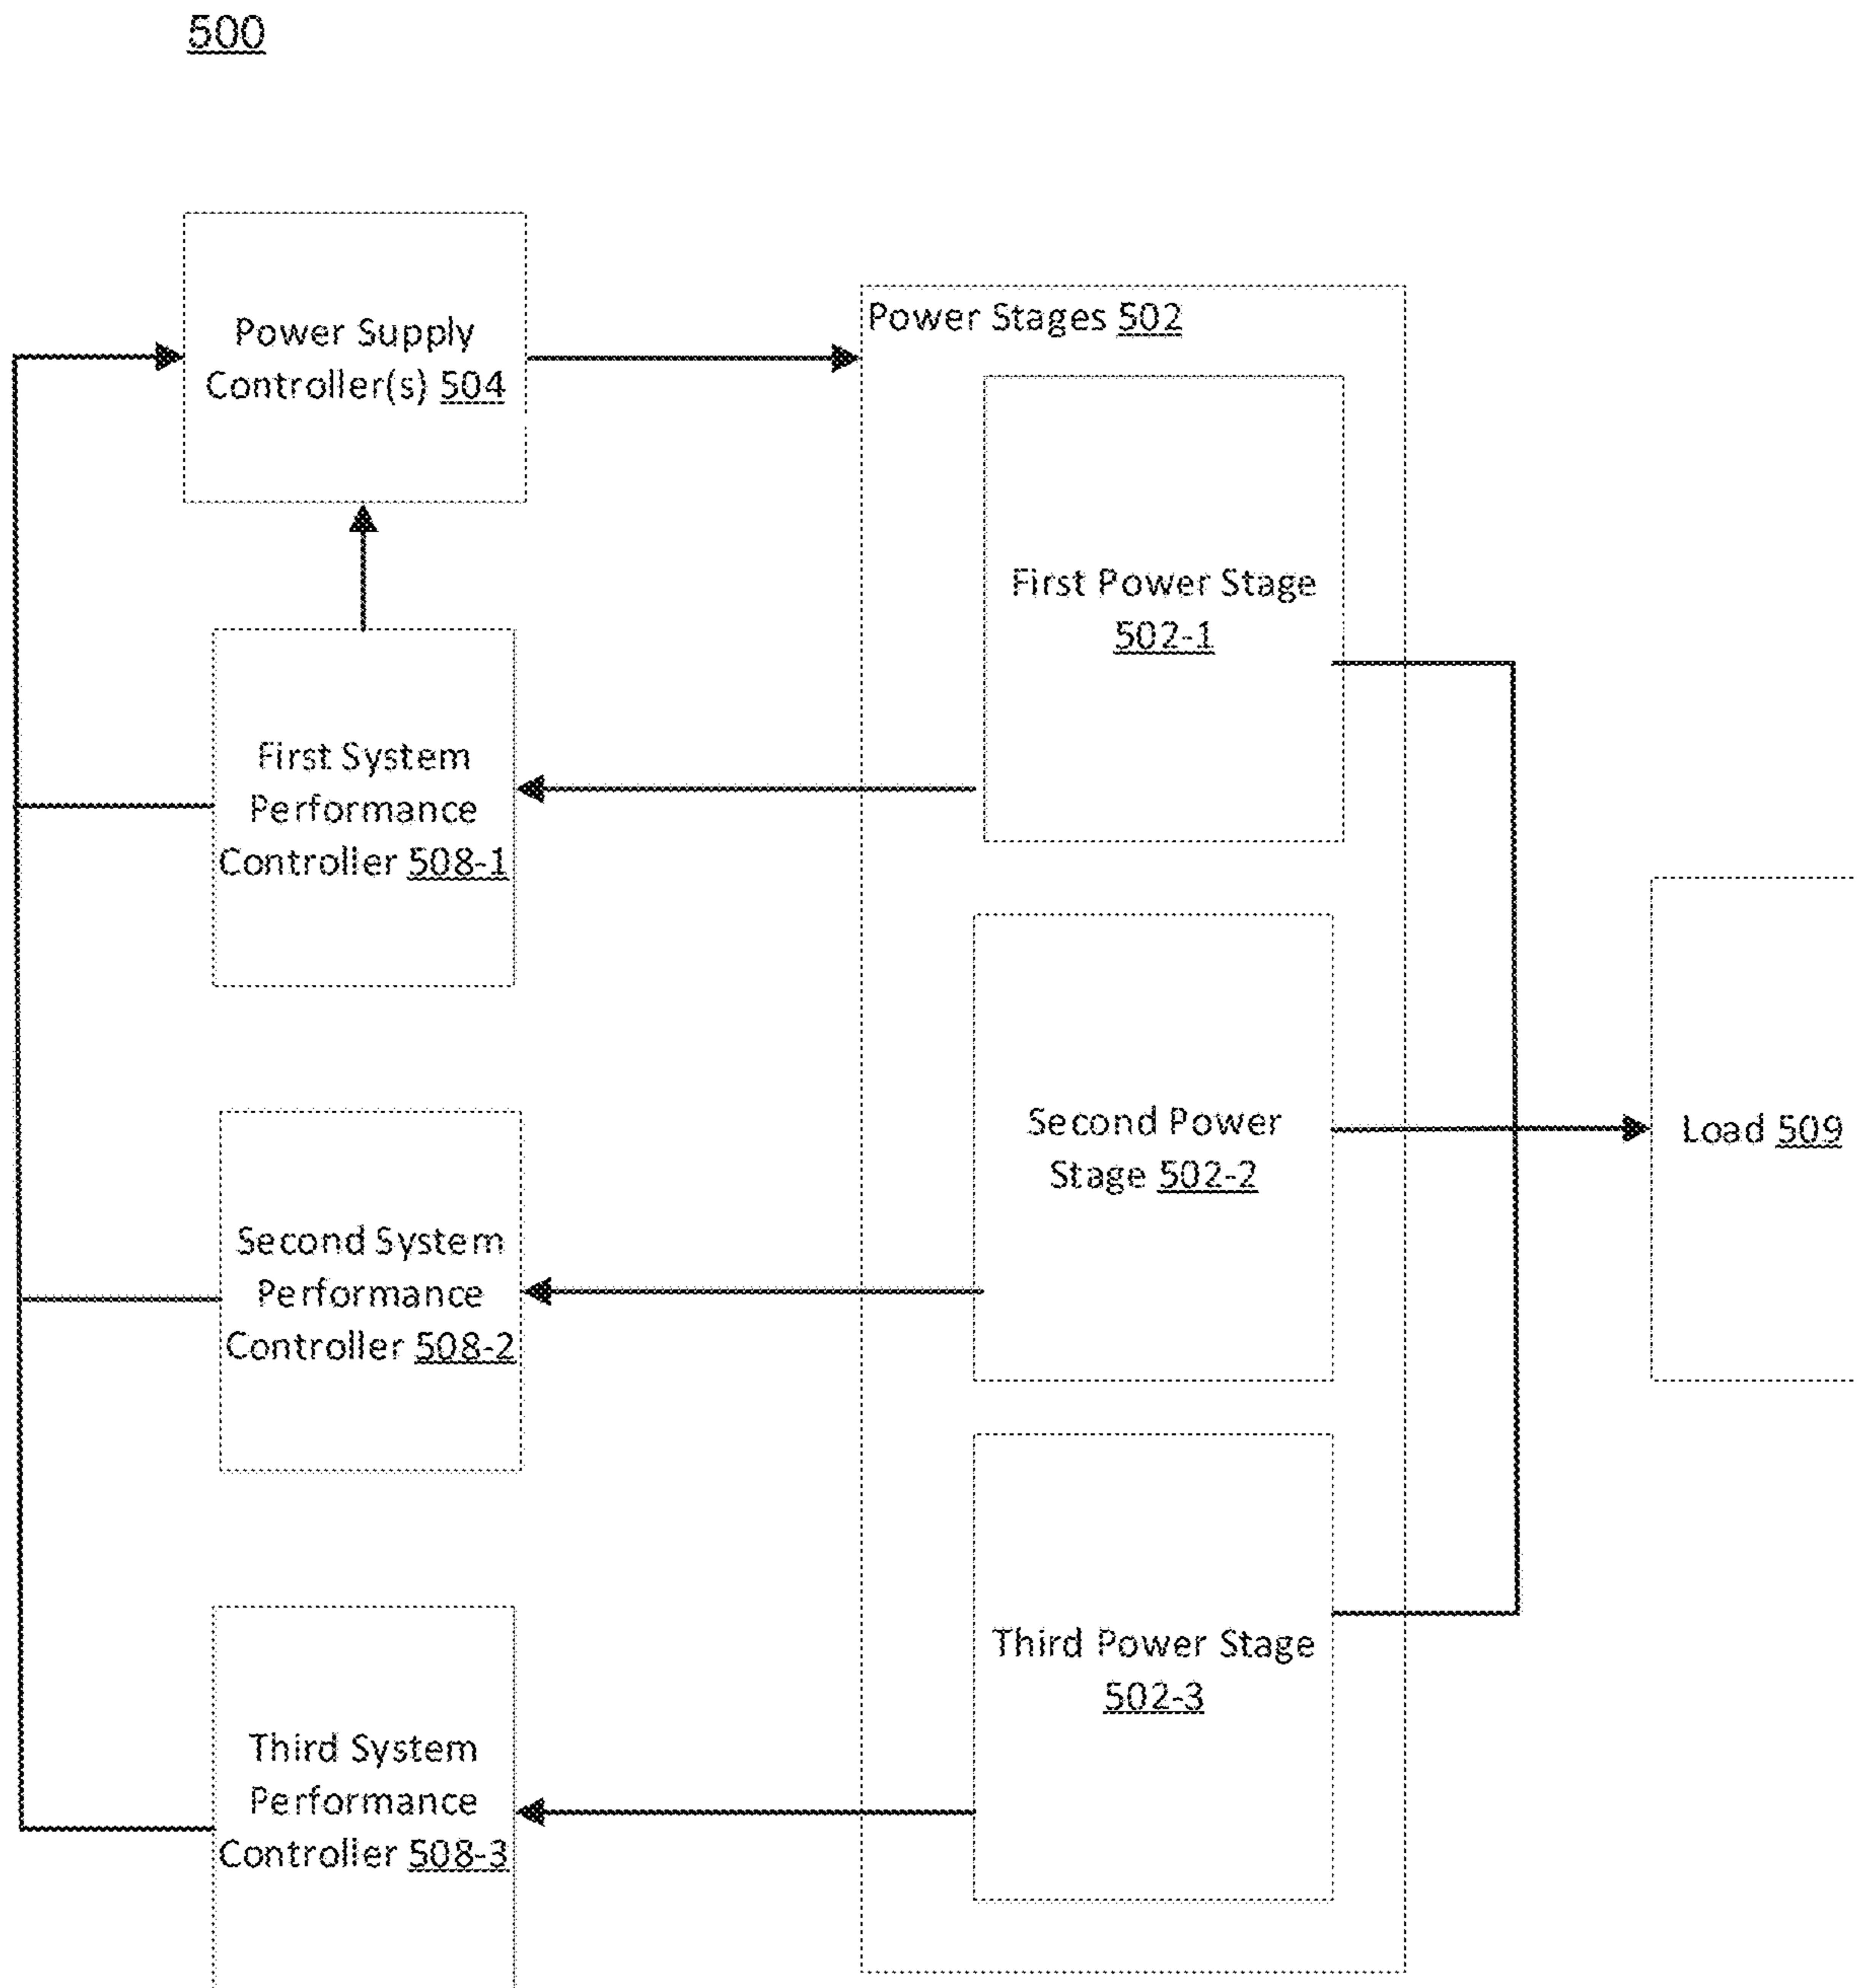 500
Power Supply
Controller(s) 504
Power Stages 502
First Power Stage
502-1
First System
Performance
Controller 508-1
Second Power
Stage 502-2
Load 509
Second System
Performance
Controller 508-2
Third Power Stage
502-3
Third System
Performance
Controller 508-3